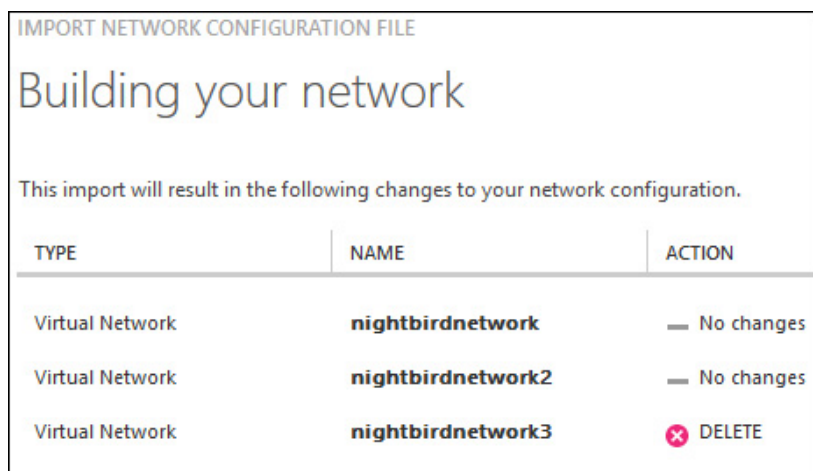 IMPORT NETWORK CONFIGURATION FILE
Building your network
This import will result in the following changes to your network configuration.
TYPE NAME ACTION
Virtual Network nightbirdnetwork No changes
Virtual Network nightbirdnetwork2 No changes
Virtual Network nightbirdnetwork3 DELETE